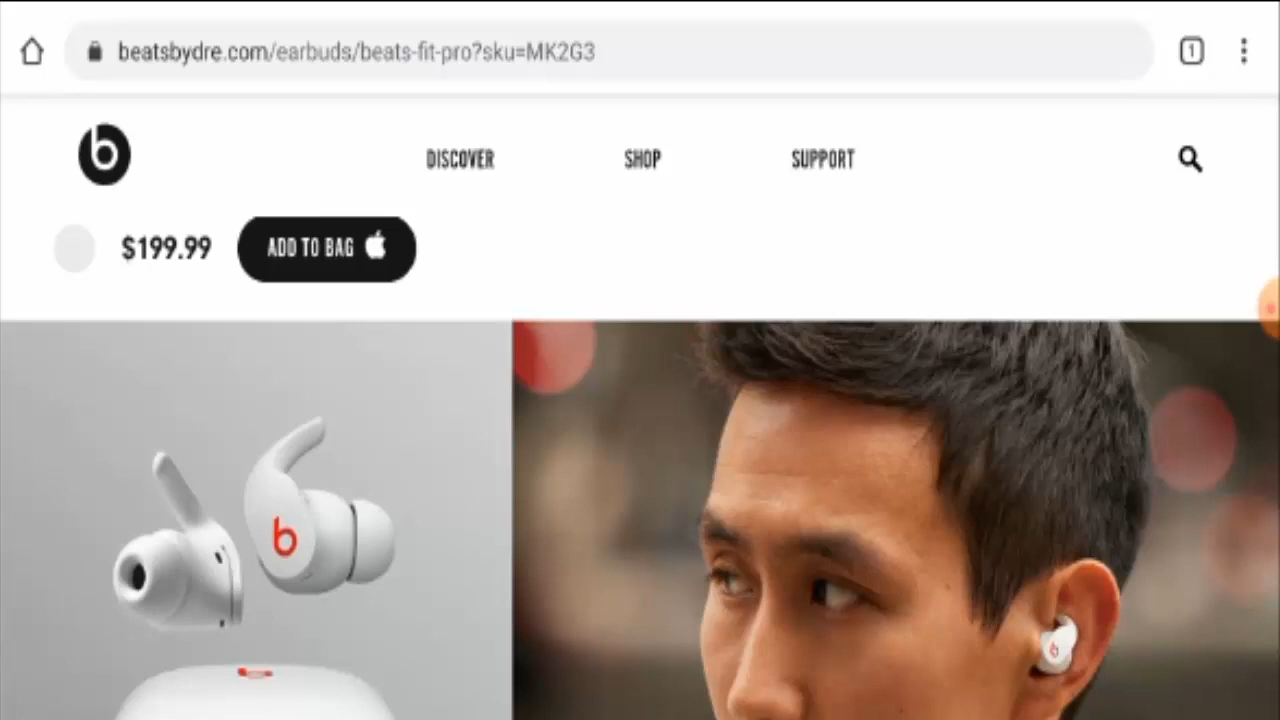 1
beatsbydre.com/earbuds/beats-fit-pro?sku=MK2G3
b
DISCOVER SHOP SUPPORT
$199.99 ADD TO BAG
b
b